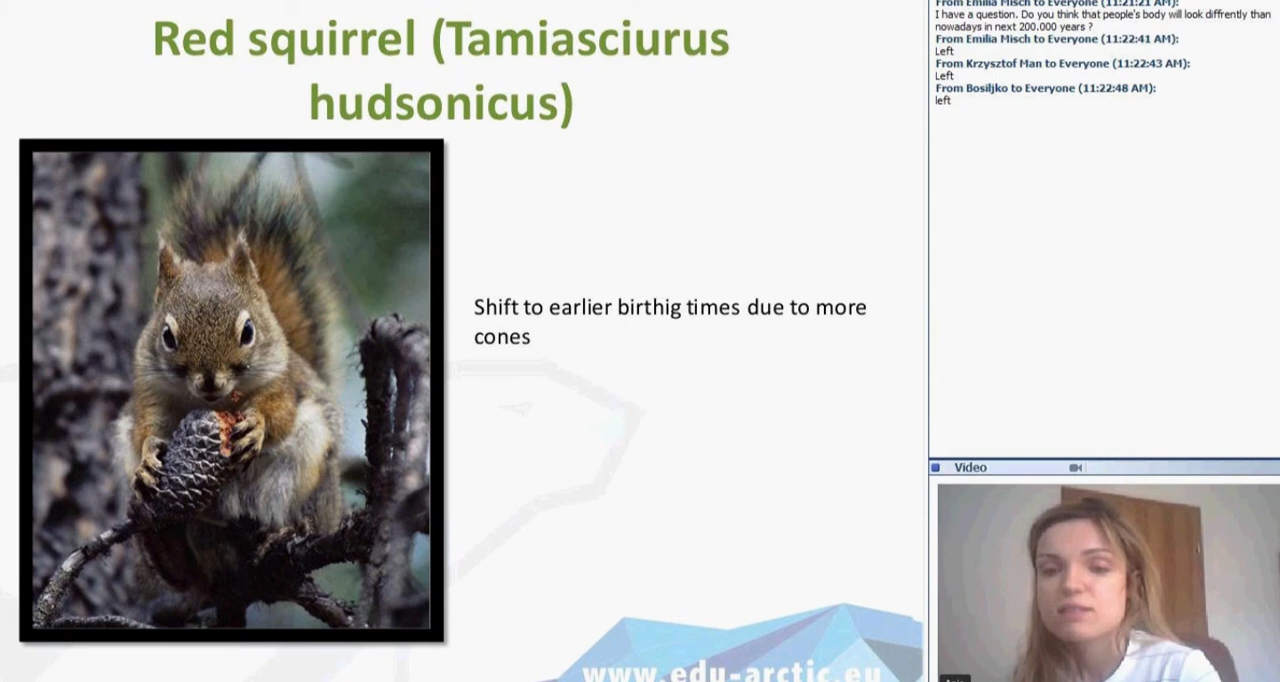 Red squirrel (Tamiasciurus
hudsonicus)
Shift to earlier birthig times due to more
cones
www.edu-arctic.eu
From Emilia Misch to Everyone (11:21:21 AM):
I have a question. Do you think that people's body will look diffrently than
nowadays in next 200.000 years ?
From Emilia Misch to Everyone (11:22:41 AM):
Left
From Krzysztof Man to Everyone (11:22:43 AM):
Left
From Bosiljko to Everyone (11:22:48 AM):
left
Video